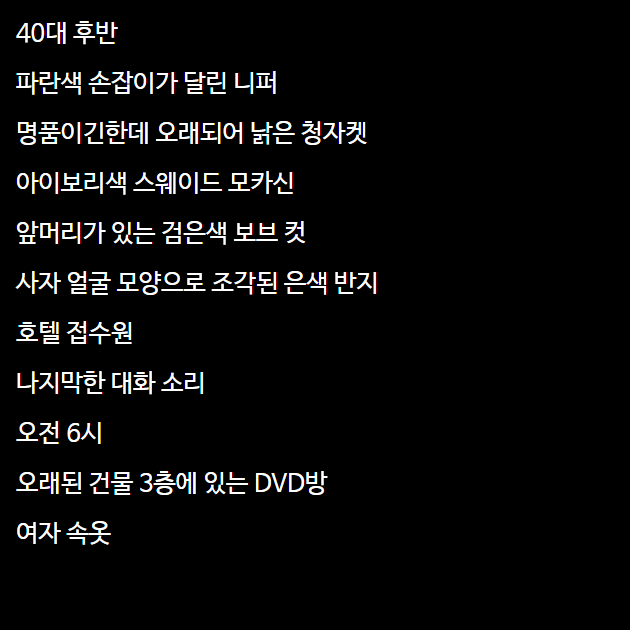 40대 후반
파란색 손잡이가 달린 니퍼
명품이긴한데 오래되어 낡은 청자켓
아이보리색 스웨이드 모카신
앞머리가 있는 검은색 보브 컷
사자 얼굴 모양으로 조각된 은색 반지
호텔 접수원
나지막한 대화 소리
오전 6시
오래된 건물 3층에 있는 DVD방
여자 속옷